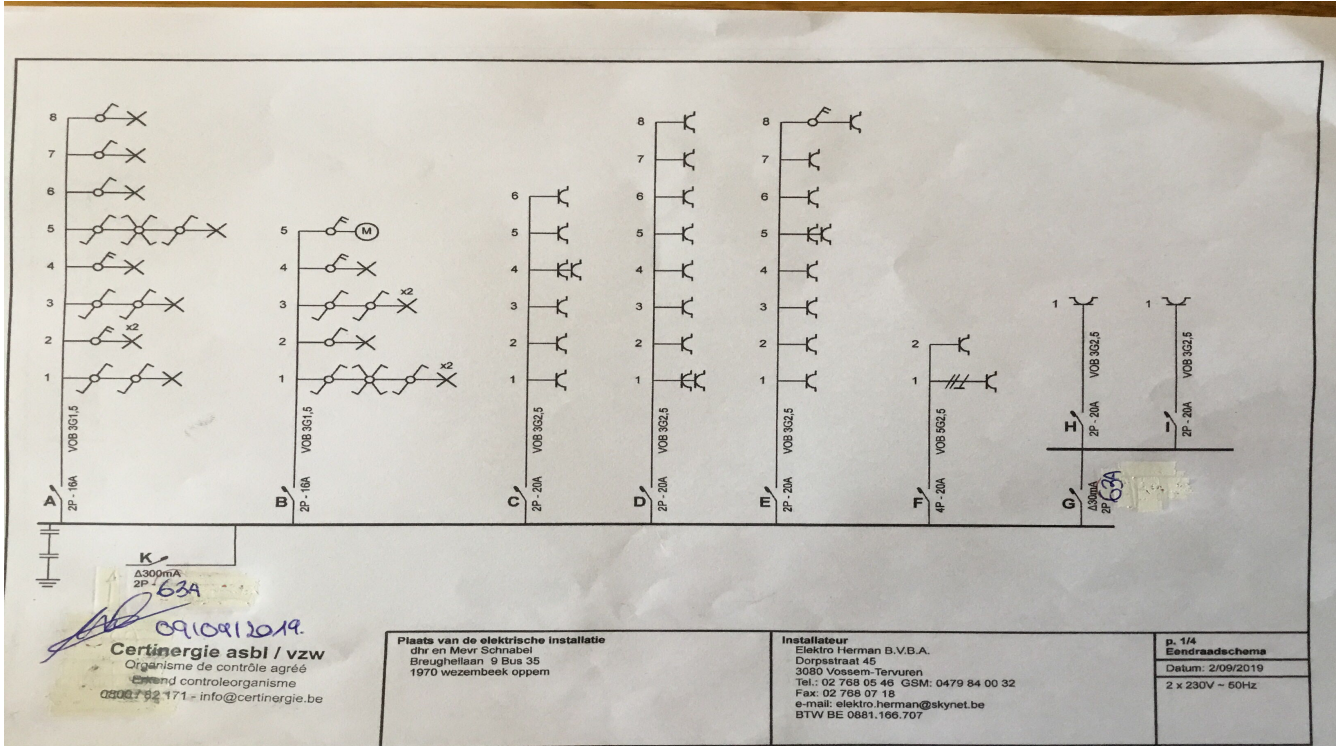 8
7
6
5
4
3
x2
2
1
VOB 3G1,5
A
2P - 16A
5
M
4
x2
3
2
x2
1
VOB 3G1,5
B
2P - 16A
6
5
4
3
2
1
VOB 3G2,5
C
2P - 20A
8
7
6
5
4
3
2
1
VOB 3G2,5
D
2P - 20A
8
7
6
5
4
3
2
1
VOB 3G2,5
E
2P - 20A
2
1
VOB 5G2,5
F
4P - 20A
1
VOB 3G2,5
H
2P - 20A
1
VOB 3G2,5
I
2P - 20A
G
Δ30mA
2P 63A
K
Δ300mA
2P - 63A
09/09/2019.
Certinergie asbl / vzw
Organisme de contrôle agréé
Erkend controleorganisme
0800 / 82 171 - info@certinergie.be
Plaats van de elektrische installatie
dhr en Mevr Schnabel
Breughellaan 9 Bus 35
1970 wezembeek oppem
Installateur
Elektro Herman B.V.B.A.
Dorpsstraat 45
3080 Vossem-Tervuren
Tel.: 02 768 05 46 GSM: 0479 84 00 32
Fax: 02 768 07 18
e-mail: elektro.herman@skynet.be
BTW BE 0881.166.707
p. 1/4
Eendraadschema
Datum: 2/09/2019
2 x 230V ~ 50Hz